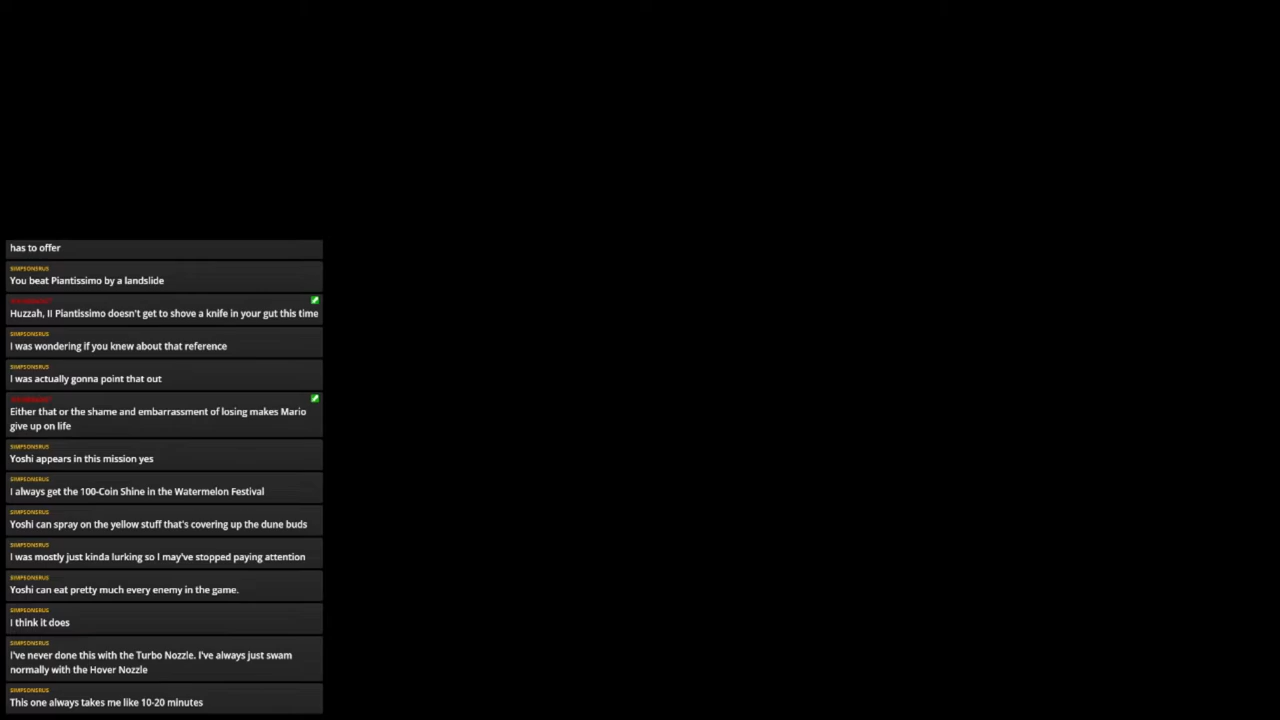 has to offer
SIMPSONSRUS
You beat Piantissimo by a landslide
Huzzah, Il Piantissimo doesn't get to shove a knife in your gut this time
SIMPSONSRUS
I was wondering if you knew about that reference
SIMPSONSRUS
I was actually gonna point that out
Either that or the shame and embarrassment of losing makes Mario
give up on life
SIMPSONSRUS
Yoshi appears in this mission yes
SIMPSONSRUS
I always get the 100-Coin Shine in the Watermelon Festival
SIMPSONSRUS
Yoshi can spray on the yellow stuff that's covering up the dune buds
SIMPSONSRUS
I was mostly just kinda lurking so I may've stopped paying attention
SIMPSONSRUS
Yoshi can eat pretty much every enemy in the game.
SIMPSONSRUS
I think it does
SIMPSONSRUS
I've never done this with the Turbo Nozzle. I've always just swam
normally with the Hover Nozzle
SIMPSONSRUS
This one always takes me like 10-20 minutes